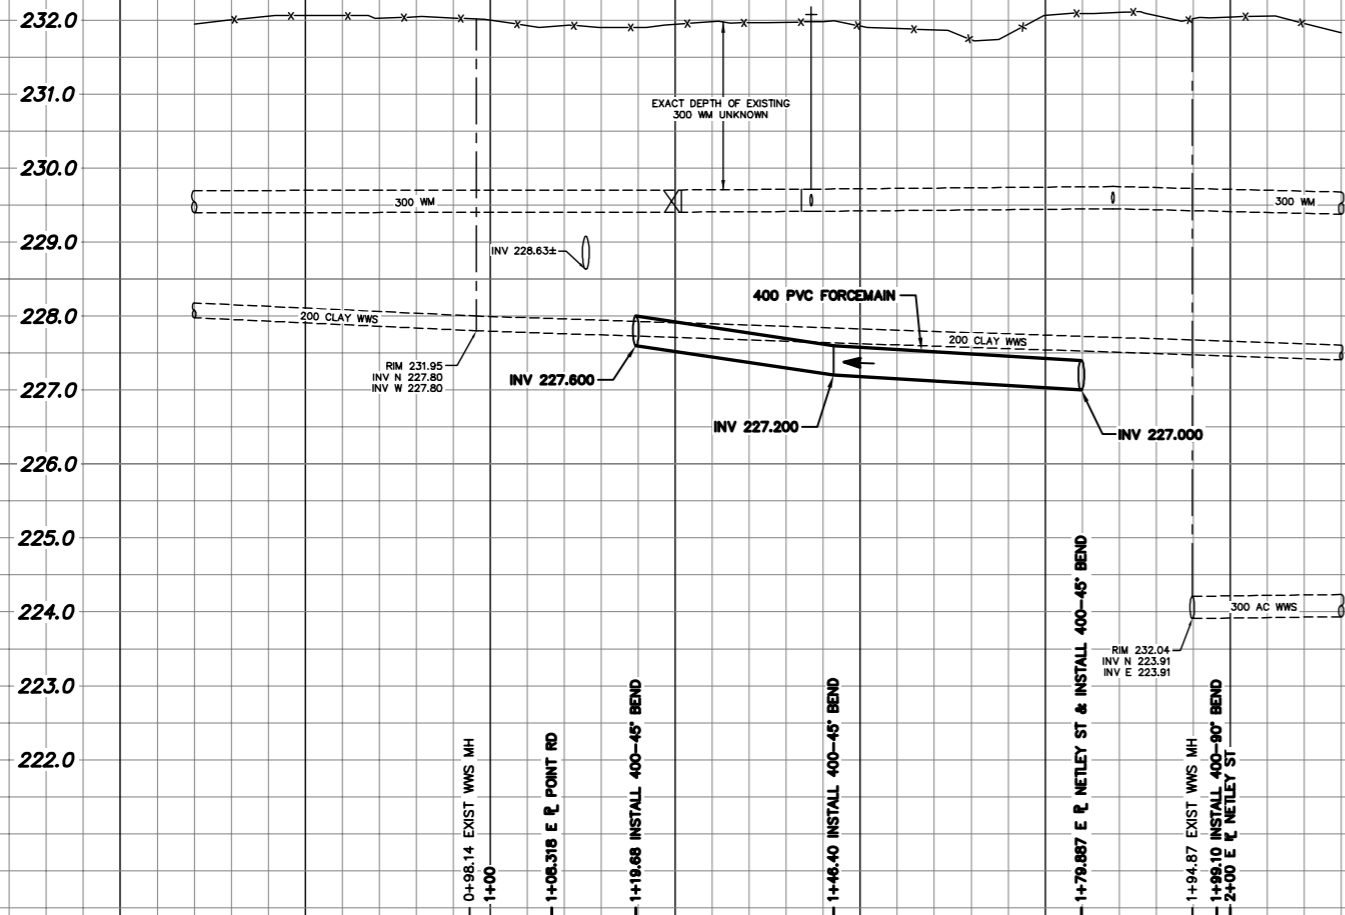 232.0
231.0
EXACT DEPTH OF EXISTING
300 WM UNKNOWN
230.0
300 WM
300 WM
229.0
INV 228.63±
400 PVC FORCEMAIN
228.0
200 CLAY WWS
200 CLAY WWS
RIM 231.95
INV N 227.80
INV W 227.80
INV 227.600
227.0
INV 227.200
INV 227.000
226.0
225.0
224.0
300 AC WWS
RIM 232.04
INV N 223.91
INV E 223.91
223.0
222.0
0+98.14 EXIST WWS MH
1+00
1+08.318 E ⅊ POINT RD
1+19.68 INSTALL 400-45° BEND
1+46.40 INSTALL 400-45° BEND
1+79.887 E ⅊ NETLEY ST & INSTALL 400-45° BEND
1+94.87 EXIST WWS MH
1+99.10 INSTALL 400-90° BEND
2+00 E ⅊ NETLEY ST